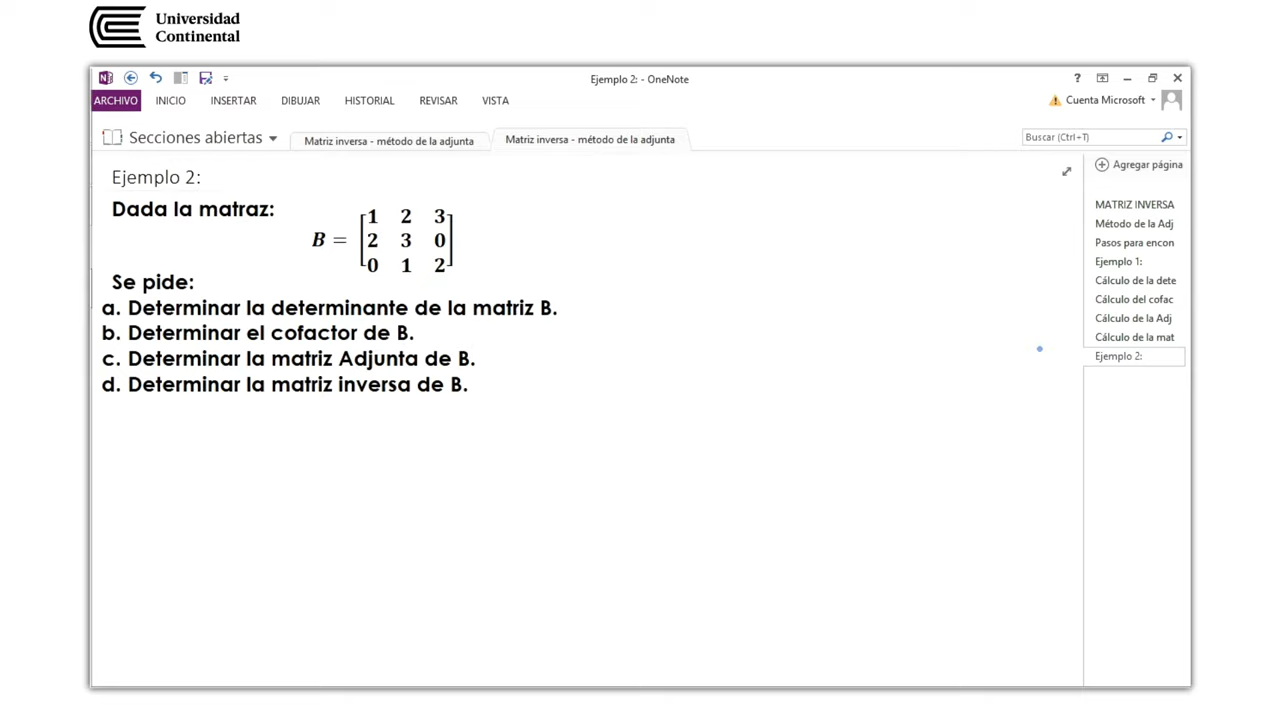 Universidad
Continental
Ejemplo 2: - OneNote
?
ARCHIVO INICIO INSERTAR DIBUJAR HISTORIAL REVISAR VISTA
Cuenta Microsoft
Secciones abiertas
Matriz inversa - método de la adjunta
Matriz inversa - método de la adjunta
Buscar (Ctrl+T)
Ejemplo 2:
Dada la matraz:
B = [1 2 3
2 3 0
0 1 2]
Se pide:
a. Determinar la determinante de la matriz B.
b. Determinar el cofactor de B.
c. Determinar la matriz Adjunta de B.
d. Determinar la matriz inversa de B.
Agregar página
MATRIZ INVERSA
Método de la Adj
Pasos para encon
Ejemplo 1:
Cálculo de la dete
Cálculo del cofac
Cálculo de la Adj
Cálculo de la mat
Ejemplo 2: